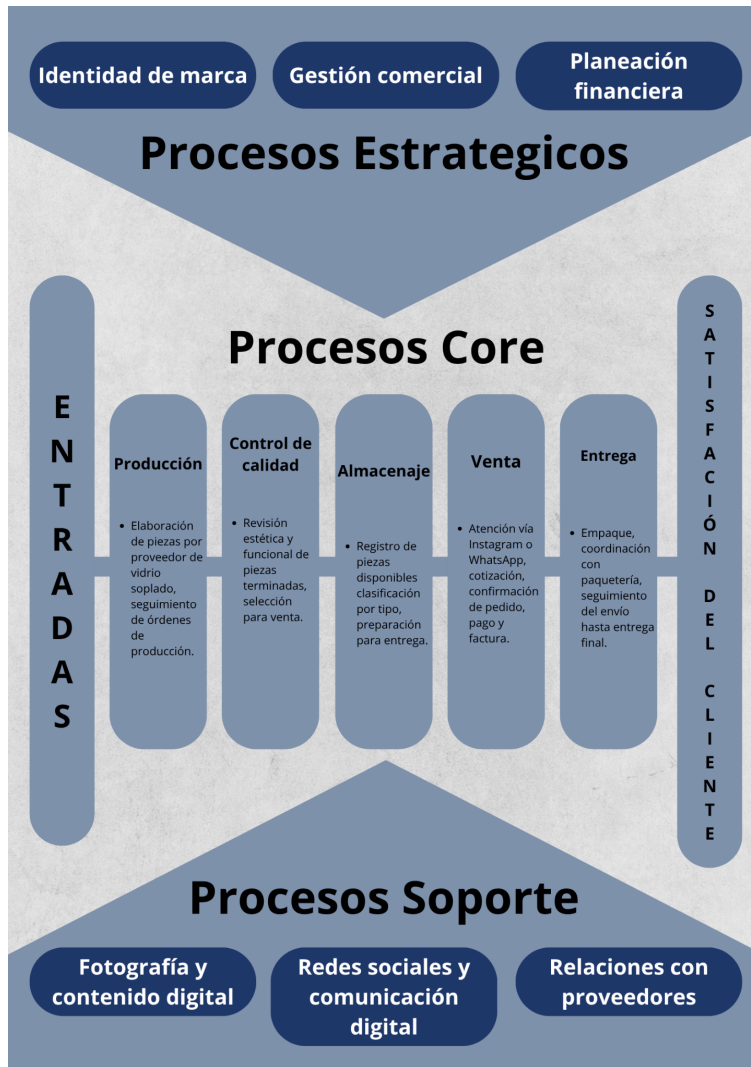 Identidad de marca
Gestión comercial
Planeación
financiera
Procesos Estrategicos
ENTRADAS
Procesos Core
Producción
• Elaboración
de piezas por
proveedor de
vidrio
soplado,
seguimiento
de órdenes
de
producción.
Control de
calidad
• Revisión
estética y
funcional de
piezas
terminadas,
selección
para venta.
Almacenaje
• Registro de
piezas
disponibles
clasificación
por tipo,
preparación
para entrega.
Venta
• Atención vía
Instagram o
WhatsApp,
cotización,
confirmación
de pedido,
pago y
factura.
Entrega
• Empaque,
coordinación
con
paquetería,
seguimiento
del envío
hasta entrega
final.
SATISFACIÓN DEL CLIENTE
Procesos Soporte
Fotografía y
contenido digital
Redes sociales y
comunicación
digital
Relaciones con
proveedores